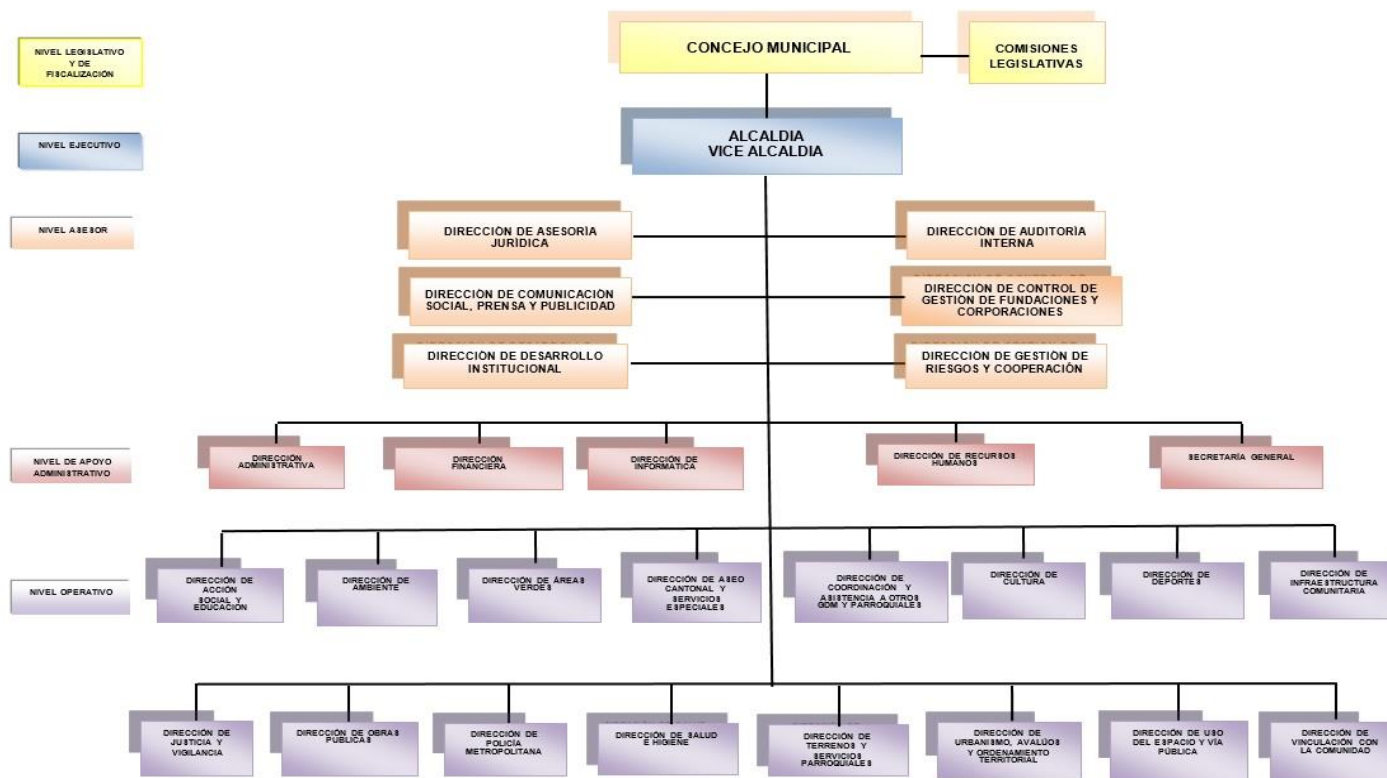 NIVEL LEGISLATIVO
Y DE
FISCALIZACIÓN
CONCEJO MUNICIPAL
COMISIONES
LEGISLATIVAS
NIVEL EJECUTIVO
ALCALDIA
VICE ALCALDIA
NIVEL ASESOR
DIRECCIÓN DE ASESORÍA
JURÍDICA
DIRECCIÓN DE AUDITORÍA
INTERNA
DIRECCIÓN DE COMUNICACIÓN
SOCIAL, PRENSA Y PUBLICIDAD
DIRECCIÓN DE CONTROL DE
GESTIÓN DE FUNDACIONES Y
CORPORACIONES
DIRECCIÓN DE DESARROLLO
INSTITUCIONAL
DIRECCIÓN DE GESTIÓN DE
RIESGOS Y COOPERACIÓN
NIVEL DE APOYO
ADMINISTRATIVO
DIRECCIÓN
ADMINISTRATIVA
DIRECCIÓN
FINANCIERA
DIRECCIÓN DE
INFORMATICA
DIRECCIÓN DE RECURSOS
HUMANOS
SECRETARÍA GENERAL
NIVEL OPERATIVO
DIRECCIÓN DE
ACCIÓN
SOCIAL Y
EDUCACIÓN
DIRECCIÓN DE
AMBIENTE
DIRECCIÓN DE ÁREAS
VERDES
DIRECCIÓN DE ASEO
CANTONAL Y
SERVICIOS
ESPECIALES
DIRECCIÓN DE
COORDINACIÓN Y
ASISTENCIA A OTROS
GDM Y PARROQUIALES
DIRECCIÓN DE
CULTURA
DIRECCIÓN DE
DEPORTES
DIRECCIÓN DE
INFRAESTRUCTURA
COMUNITARIA
DIRECCIÓN DE
JUSTICIA Y
VIGILANCIA
DIRECCIÓN DE OBRAS
PUBLICAS
DIRECCIÓN DE
POLICÍA
METROPOLITANA
DIRECCIÓN DE SALUD
E HIGIENE
DIRECCIÓN DE
TERRENOS Y
SERVICIOS
PARROQUIALES
DIRECCIÓN DE
URBANISMO, AVALÚOS
Y ORDENAMIENTO
TERRITORIAL
DIRECCIÓN DE USO
DEL ESPACIO Y VÍA
PÚBLICA
DIRECCIÓN DE
VINCULACIÓN CON
LA COMUNIDAD